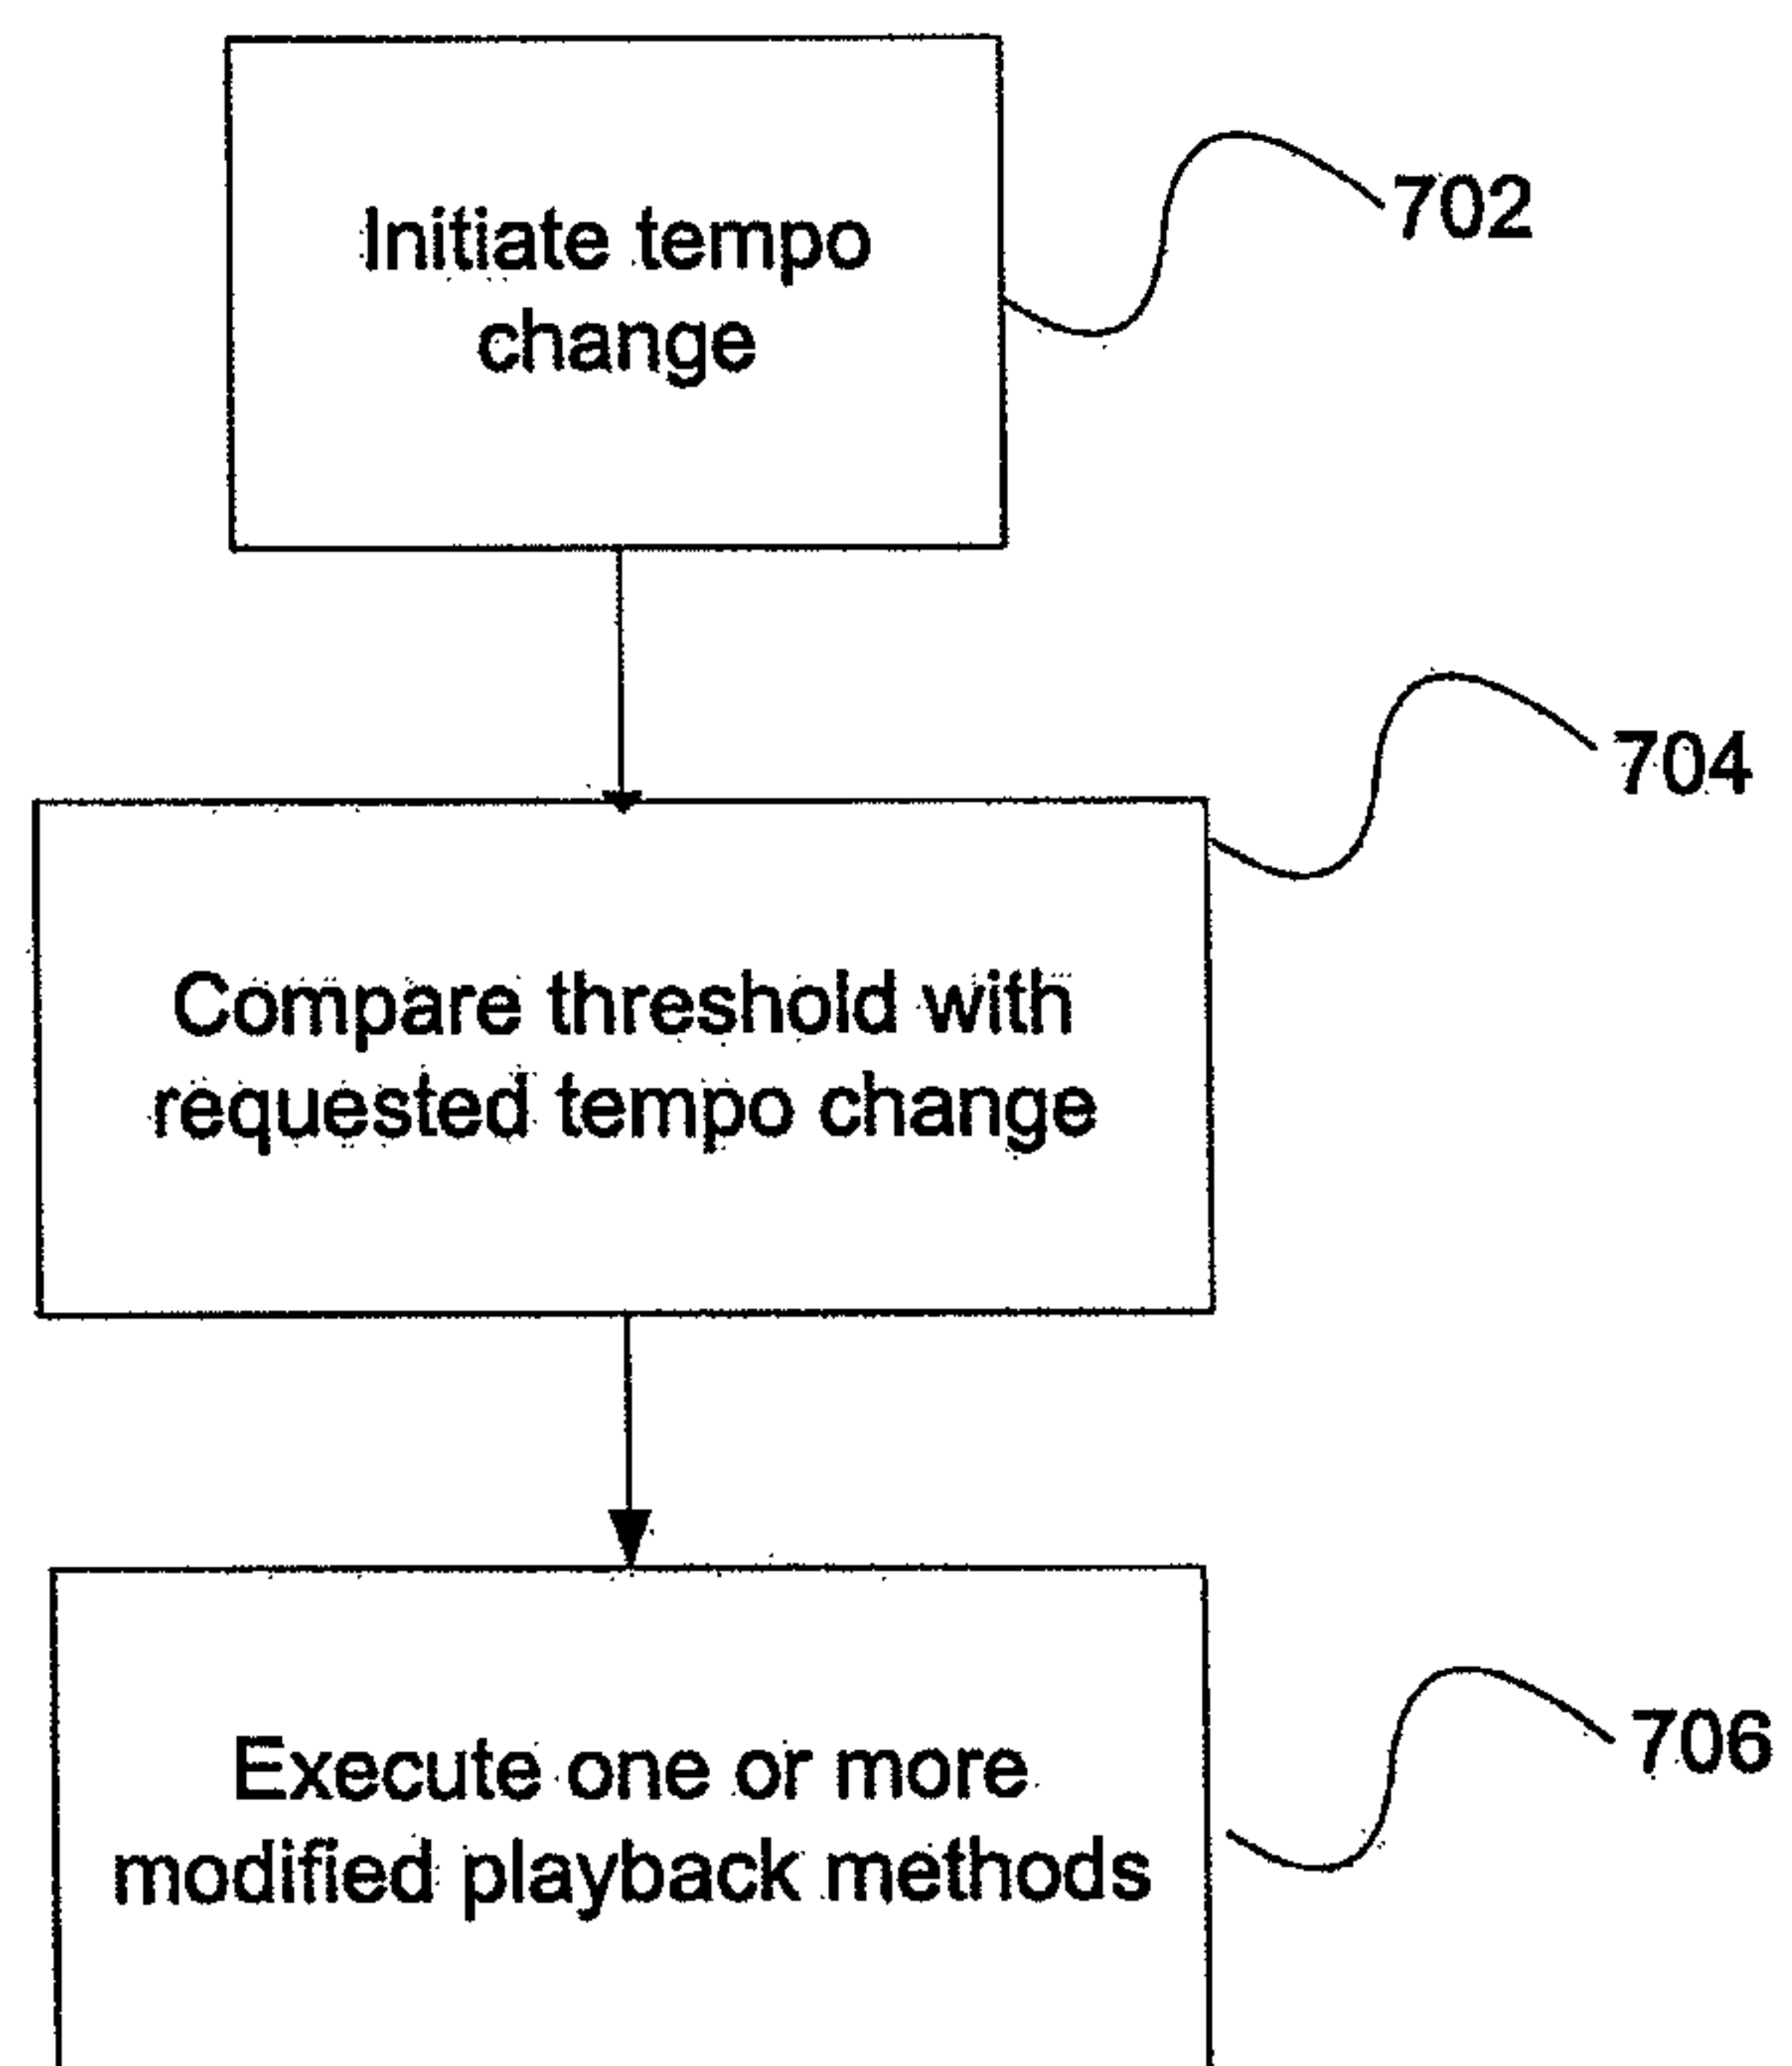 Initiate tempo
change
702
704
Compare threshold with
requested tempo change
706
Execute one or more
modified playback methods